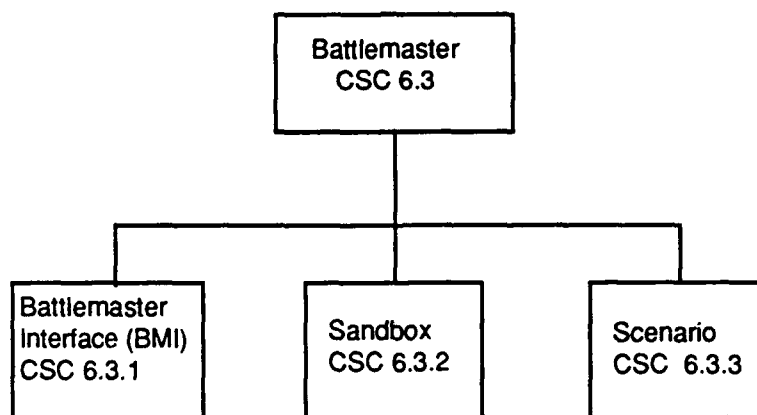 Battlemaster
CSC 6.3
Battlemaster
Interface (BMI)
CSC 6.3.1
Sandbox
CSC 6.3.2
Scenario
CSC 6.3.3